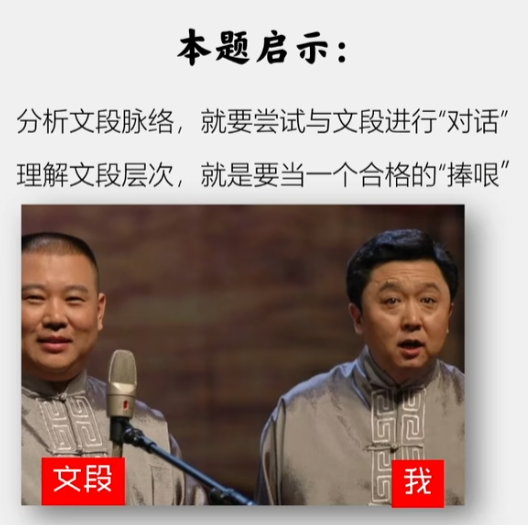 本题启示：
分析文段脉络，就要尝试与文段进行“对话”
理解文段层次，就是要当一个合格的“捧哏”
文段
我